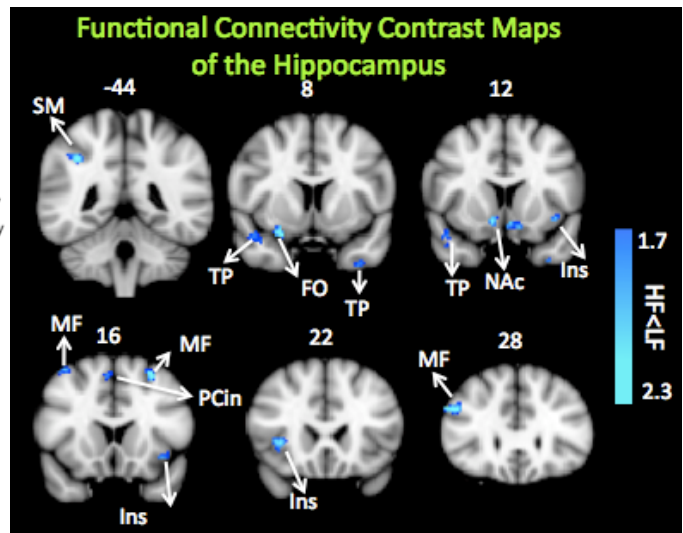 Functional Connectivity Contrast Maps
of the Hippocampus
-44
8
12
SM
TP
FO
TP
TP
NAc
Ins
1.7
HF<LF
2.3
16
22
28
MF
MF
PCin
Ins
Ins
MF